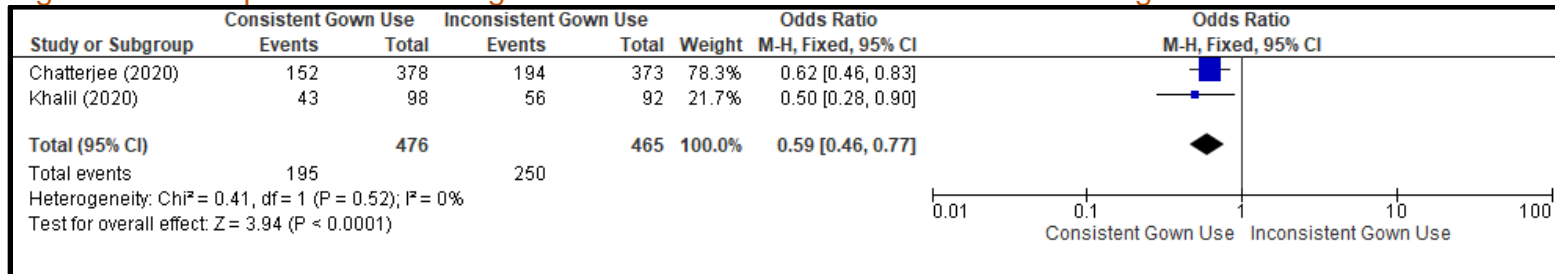 Consistent Gown Use Inconsistent Gown Use Odds Ratio Odds Ratio
Study or Subgroup Events Total Events Total Weight M-H, Fixed, 95% CI M-H, Fixed, 95% CI
Chatterjee (2020) 152 378 194 373 78.3% 0.62 [0.46, 0.83]
Khalil (2020) 43 98 56 92 21.7% 0.50 [0.28, 0.90]
Total (95% CI) 476 465 100.0% 0.59 [0.46, 0.77]
Total events 195 250
Heterogeneity: Chi² = 0.41, df = 1 (P = 0.52); I² = 0%
Test for overall effect: Z = 3.94 (P < 0.0001)
0.01 0.1 1 10 100
Consistent Gown Use Inconsistent Gown Use